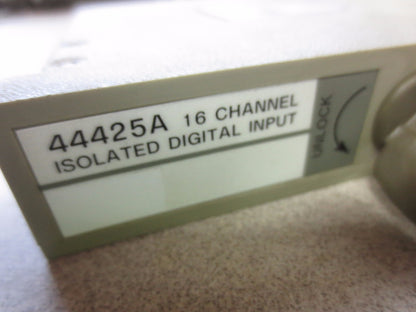 44425A 16 CHANNEL
ISOLATED DIGITAL INPUT
UNLOCK